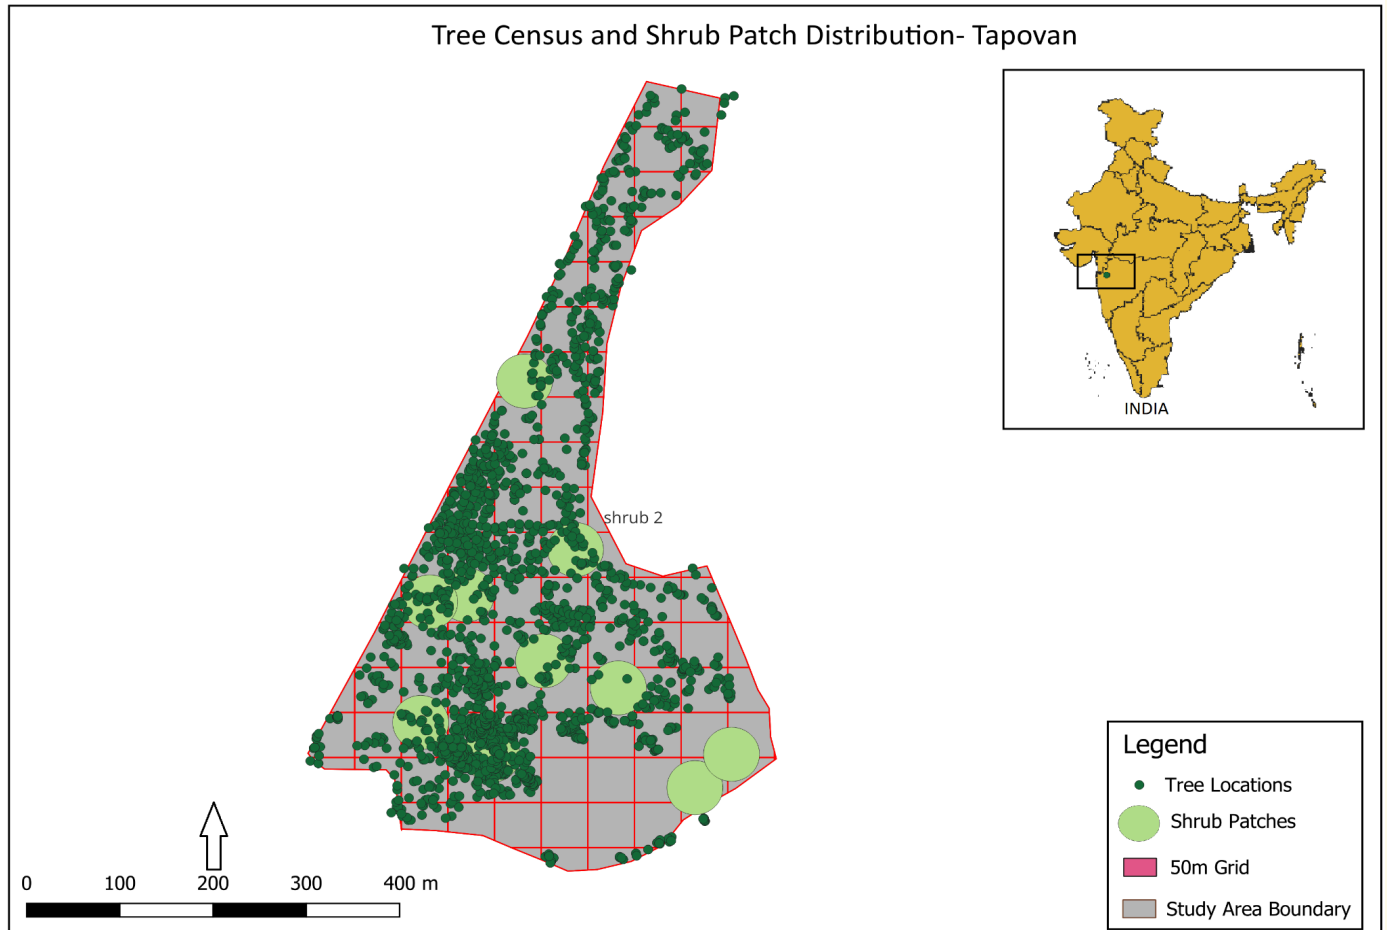 Tree Census and Shrub Patch Distribution- Tapovan
INDIA
shrub 2
Legend
Tree Locations
Shrub Patches
50m Grid
Study Area Boundary
0 100 200 300 400 m